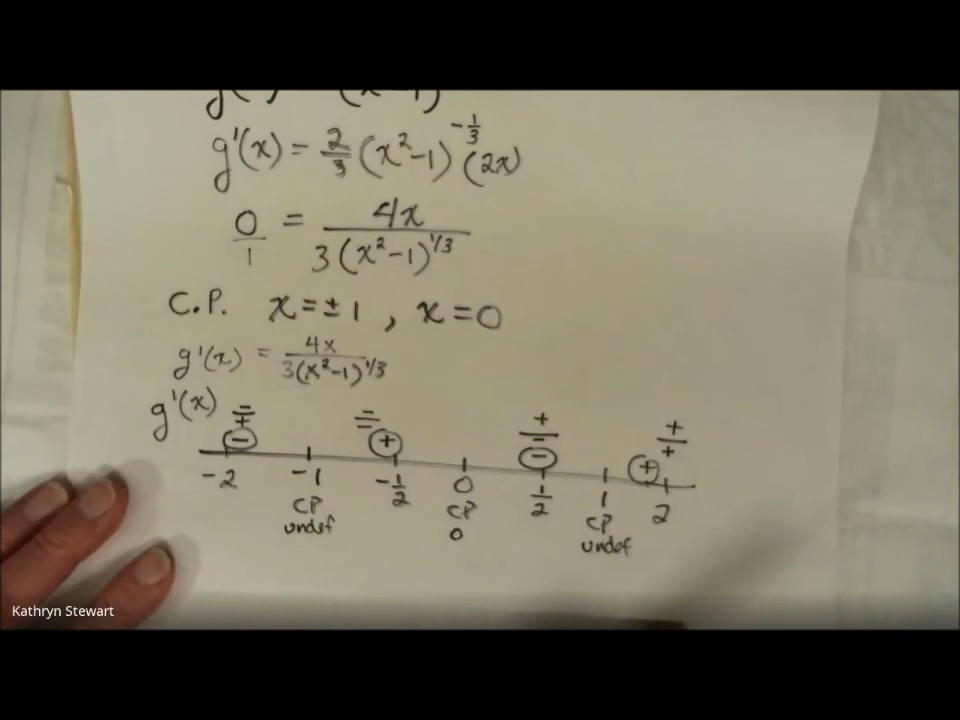 g'(x) = 2/3 (x² - 1)^-1/3 (2x)
0/1 = 4x / 3(x² - 1)^1/3
C.P. x = ± 1 , x = 0
g'(x) = 4x / 3(x² - 1)^1/3
g'(x) -/+ -/- +/- +/+
- + - +
-2 -1 -1/2 0 1/2 1 2
CP CP CP
undef 0 undef
Kathryn Stewart